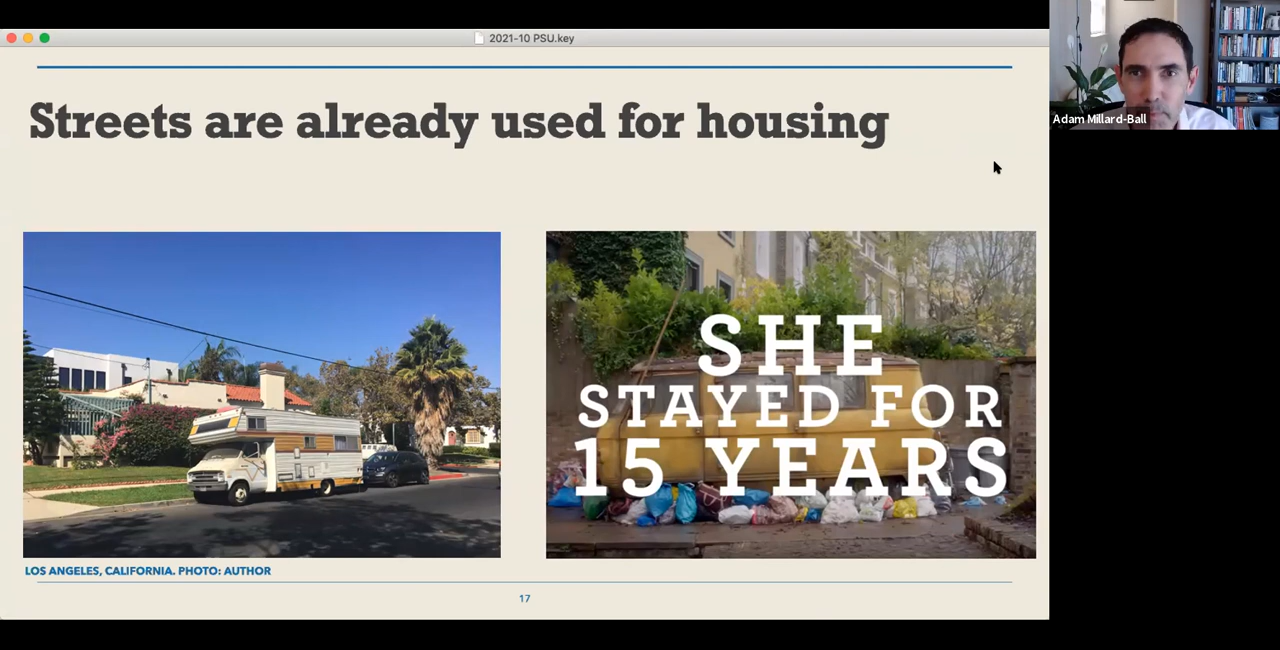 2021-10 PSU.key
Streets are already used for housing
Adam Millard-Ball
SHE
STAYED FOR
15 YEARS
LOS ANGELES, CALIFORNIA. PHOTO: AUTHOR
17